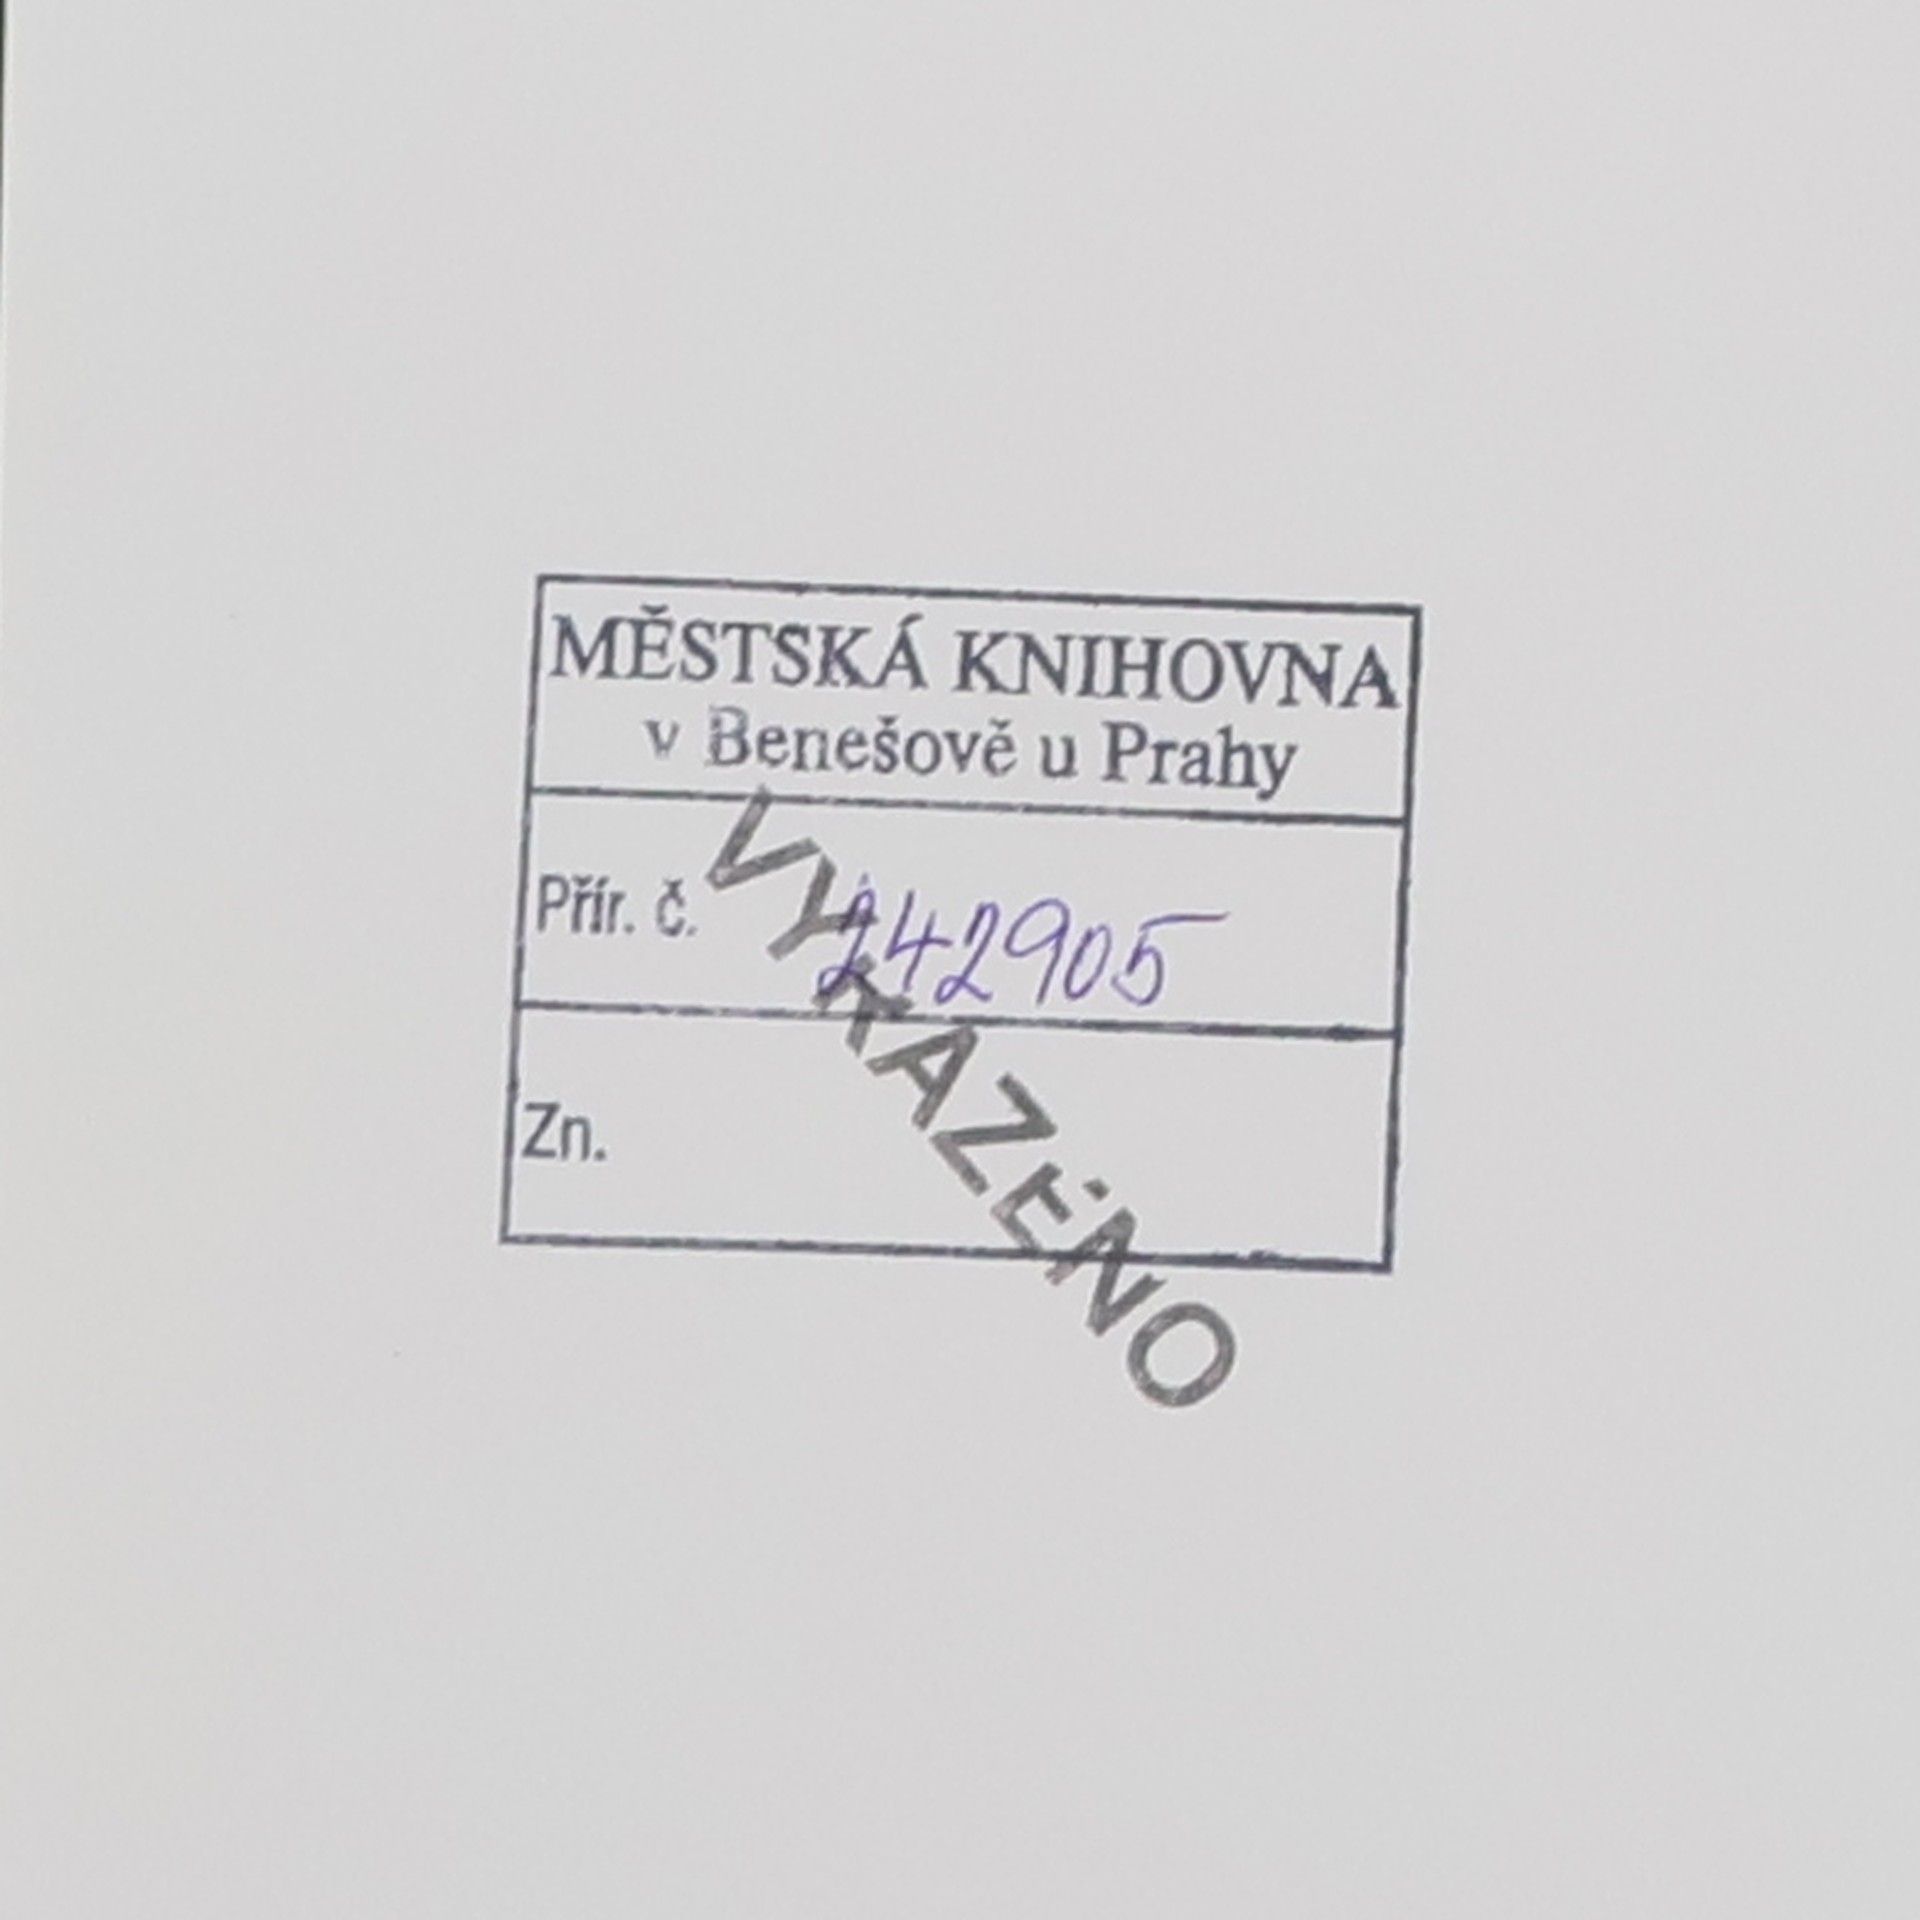 MĚSTSKÁ KNIHOVNA
v Benešově u Prahy
Přír. č. 242905
Zn.
VYŘAZENO